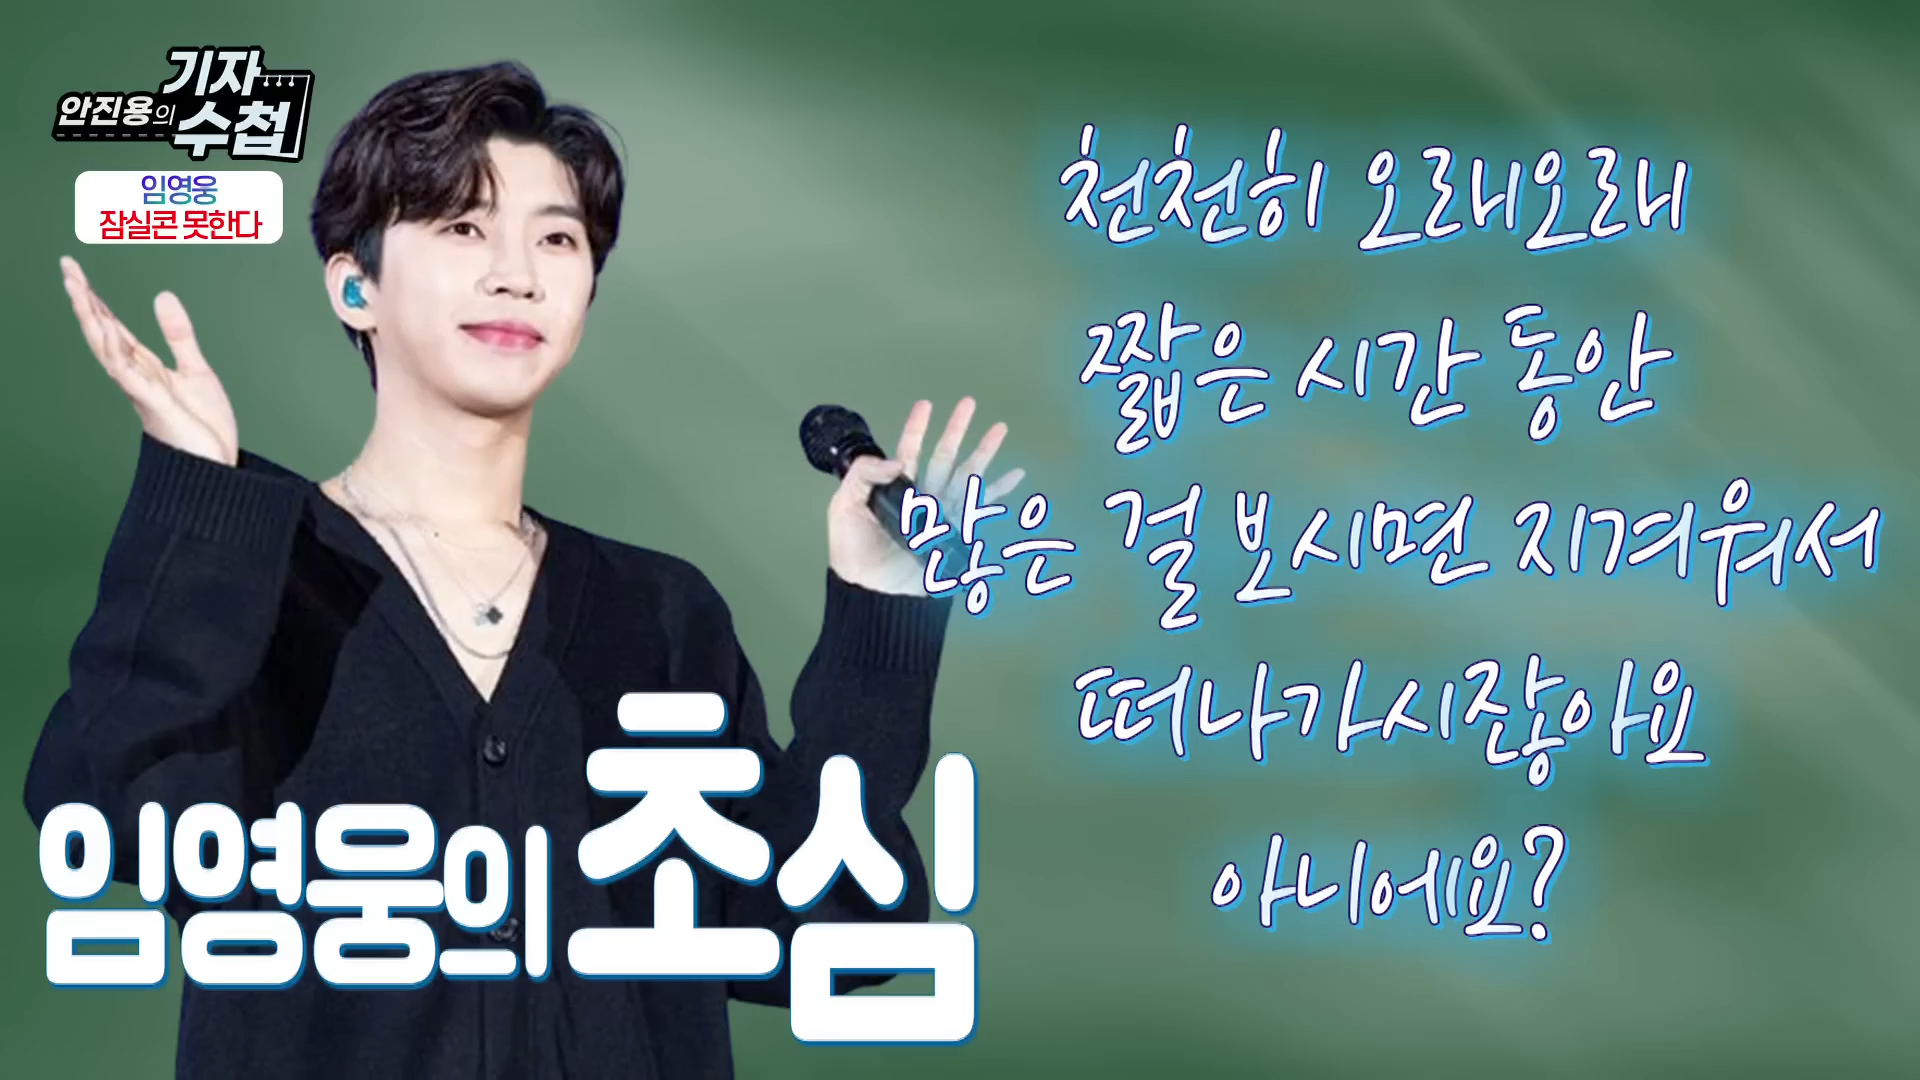 안진용의 기자수첩
임영웅
잠실콘 못한다
천천히 오래오래
짧은 시간 동안
많은 걸 보시면 지겨워서
떠나가시잖아요
아니에요?
임영웅의 초심